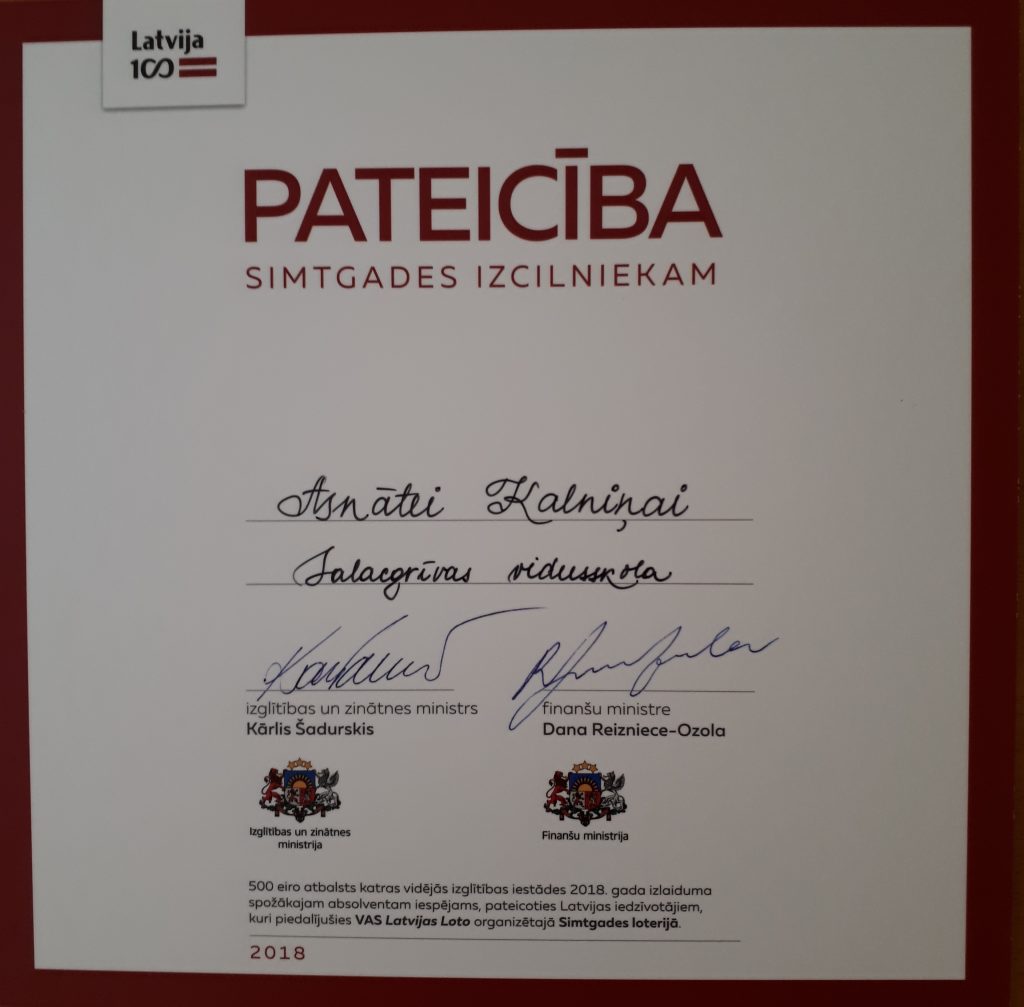 Latvija
100
PATEICĪBA
SIMTGADES IZCILNIEKAM
Asnātei Kalniņai
Salacgrīvas vidusskola
izglītības un zinātnes ministrs
Kārlis Šadurskis
finanšu ministre
Dana Reizniece-Ozola
Izglītības un zinātnes
ministrija
Finanšu ministrija
500 eiro atbalsts katras vidējās izglītības iestādes 2018. gada izlaiduma
spožākajam absolventam iespējams, pateicoties Latvijas iedzīvotājiem,
kuri piedalījušies VAS Latvijas Loto organizētajā Simtgades loterijā.
2018